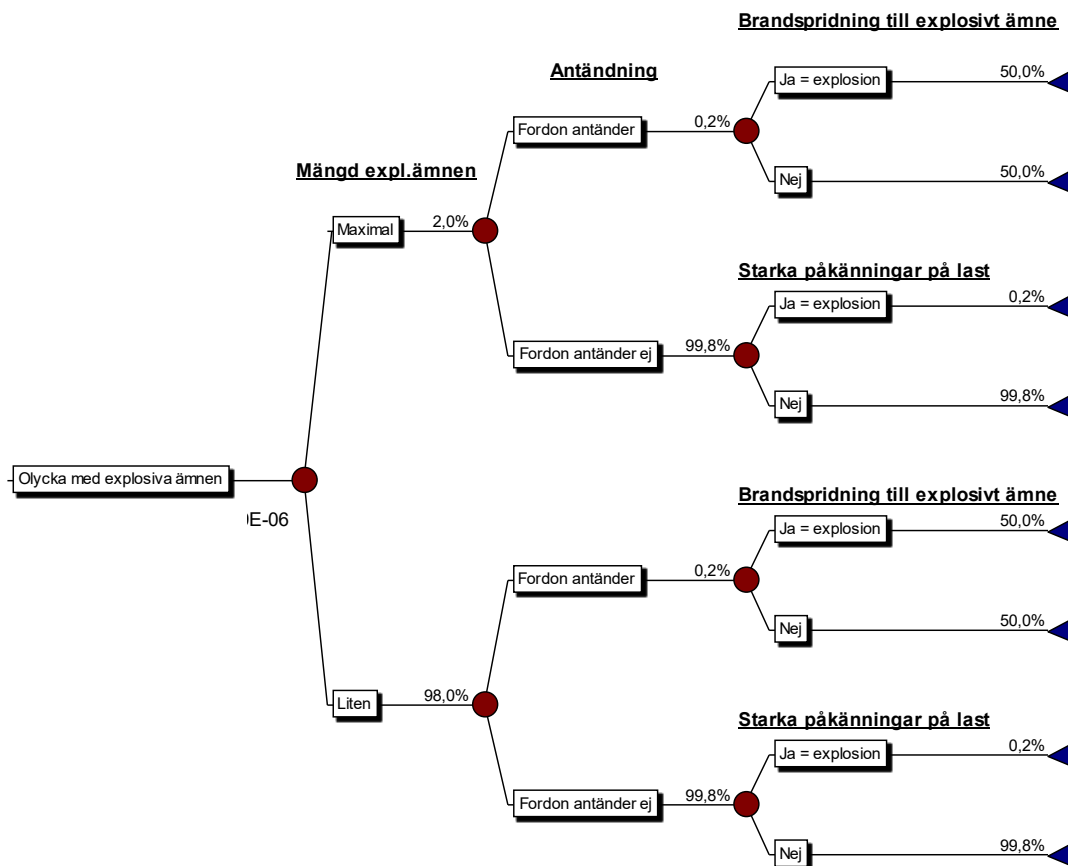 Brandspridning till explosivt ämne
Ja = explosion 50,0%
Antändning
Fordon antänder 0,2%
Nej 50,0%
Mängd expl.ämnen
Maximal 2,0%
Starka påkänningar på last
Ja = explosion 0,2%
Fordon antänder ej 99,8%
Nej 99,8%
Olycka med explosiva ämnen
E-06
Brandspridning till explosivt ämne
Ja = explosion 50,0%
Fordon antänder 0,2%
Nej 50,0%
Liten 98,0%
Starka påkänningar på last
Ja = explosion 0,2%
Fordon antänder ej 99,8%
Nej 99,8%